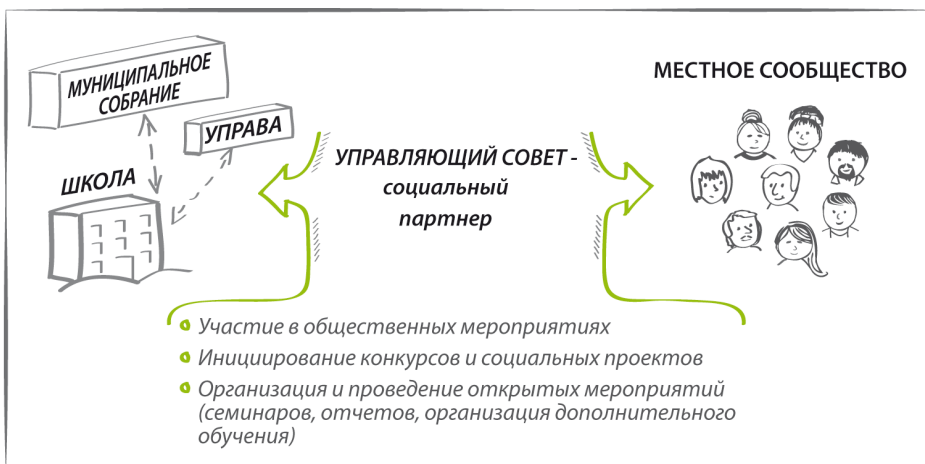 МУНИЦИПАЛЬНОЕ
СОБРАНИЕ
УПРАВА
ШКОЛА
УПРАВЛЯЮЩИЙ СОВЕТ -
социальный
партнер
МЕСТНОЕ СООБЩЕСТВО
Участие в общественных мероприятиях
Инициирование конкурсов и социальных проектов
Организация и проведение открытых мероприятий
(семинаров, отчетов, организация дополнительного
обучения)